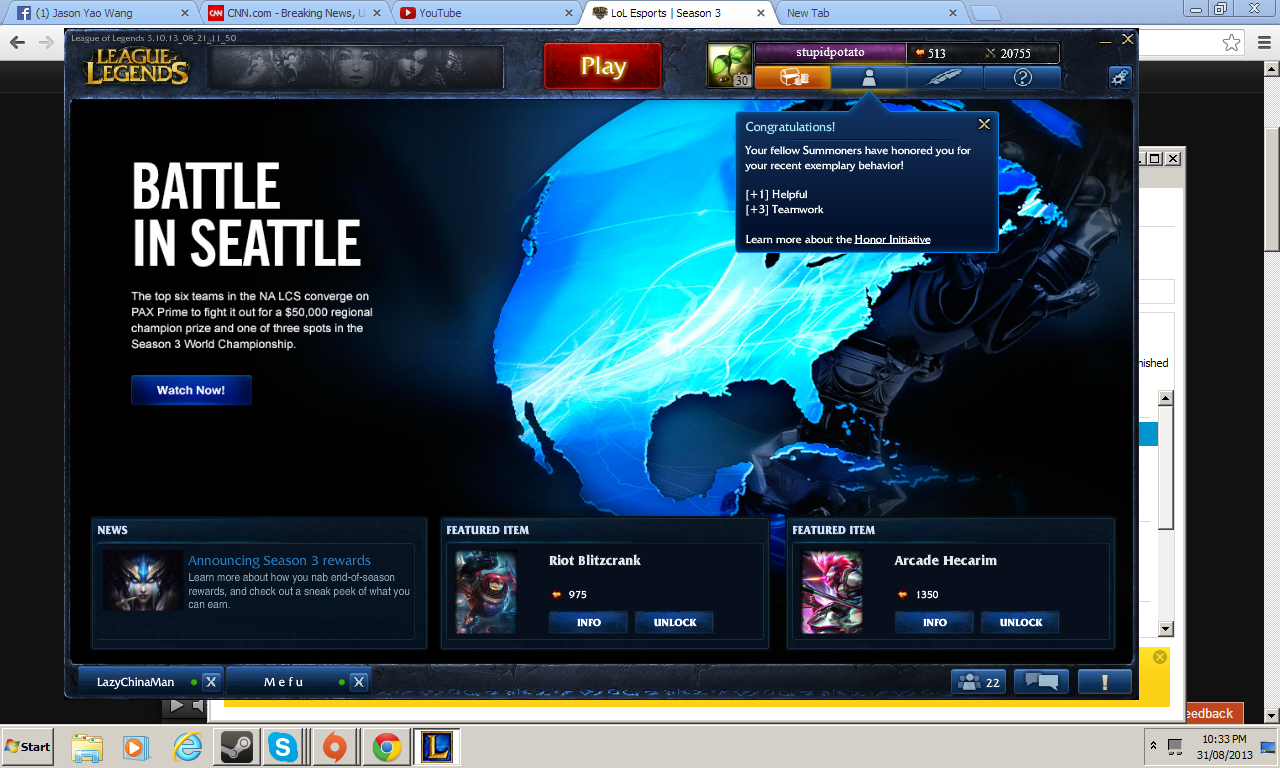 (1) Jason Yao Wang
CNN.com - Breaking News, U
YouTube
LoL Esports | Season 3
New Tab
League of Legends 3.10.13_08_21_11_50
LEAGUE of LEGENDS
Play
30
stupidpotato
513
20755
Congratulations!
Your fellow Summoners have honored you for
your recent exemplary behavior!
[+1] Helpful
[+3] Teamwork
Learn more about the Honor Initiative
BATTLE
IN SEATTLE
The top six teams in the NA LCS converge on
PAX Prime to fight it out for a $50,000 regional
champion prize and one of three spots in the
Season 3 World Championship.
Watch Now!
nished
NEWS
Announcing Season 3 rewards
Learn more about how you nab end-of-season
rewards, and check out a sneak peek of what you
can earn.
FEATURED ITEM
Riot Blitzcrank
975
INFO
UNLOCK
FEATURED ITEM
Arcade Hecarim
1350
INFO
UNLOCK
LazyChinaMan
M e f u
22
eedback
Start
10:33 PM
31/08/2013